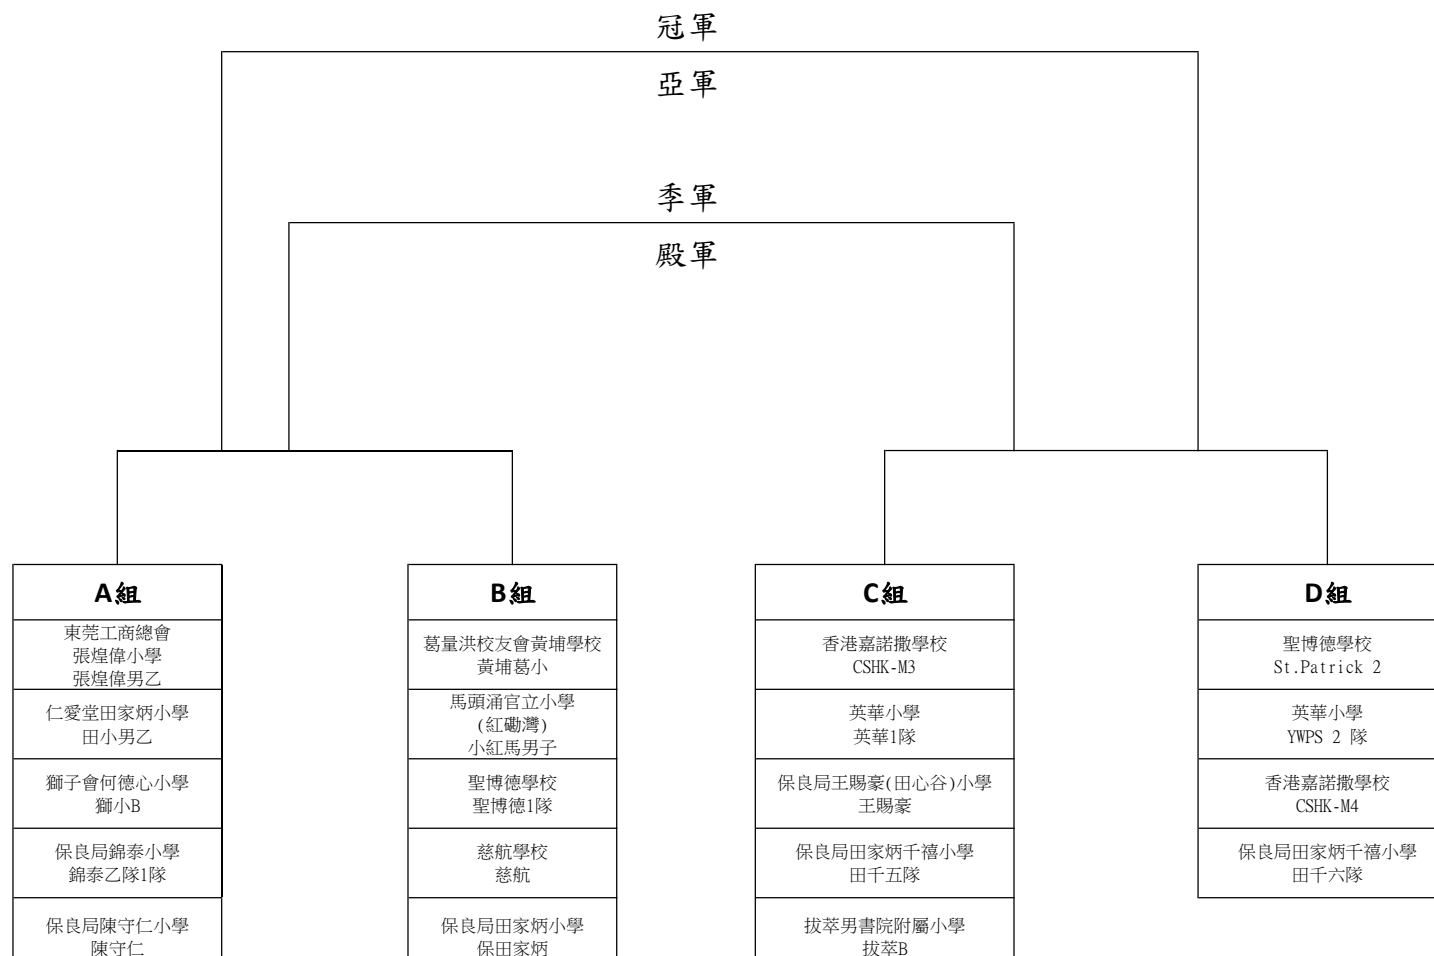 冠軍
亞軍
季軍
殿軍
A組
東莞工商總會
張煌偉小學
張煌偉男乙
仁愛堂田家炳小學
田小男乙
獅子會何德心小學
獅小B
保良局錦泰小學
錦泰乙隊1隊
保良局陳守仁小學
陳守仁
B組
葛量洪校友會黃埔學校
黃埔葛小
馬頭涌官立小學
(紅磡灣)
小紅馬男子
聖博德學校
聖博德1隊
慈航學校
慈航
保良局田家炳小學
保田家炳
C組
香港嘉諾撒學校
CSHK-M3
英華小學
英華1隊
保良局王賜豪(田心谷)小學
王賜豪
保良局田家炳千禧小學
田千五隊
拔萃男書院附屬小學
拔萃B
D組
聖博德學校
St.Patrick 2
英華小學
YWPS 2 隊
香港嘉諾撒學校
CSHK-M4
保良局田家炳千禧小學
田千六隊